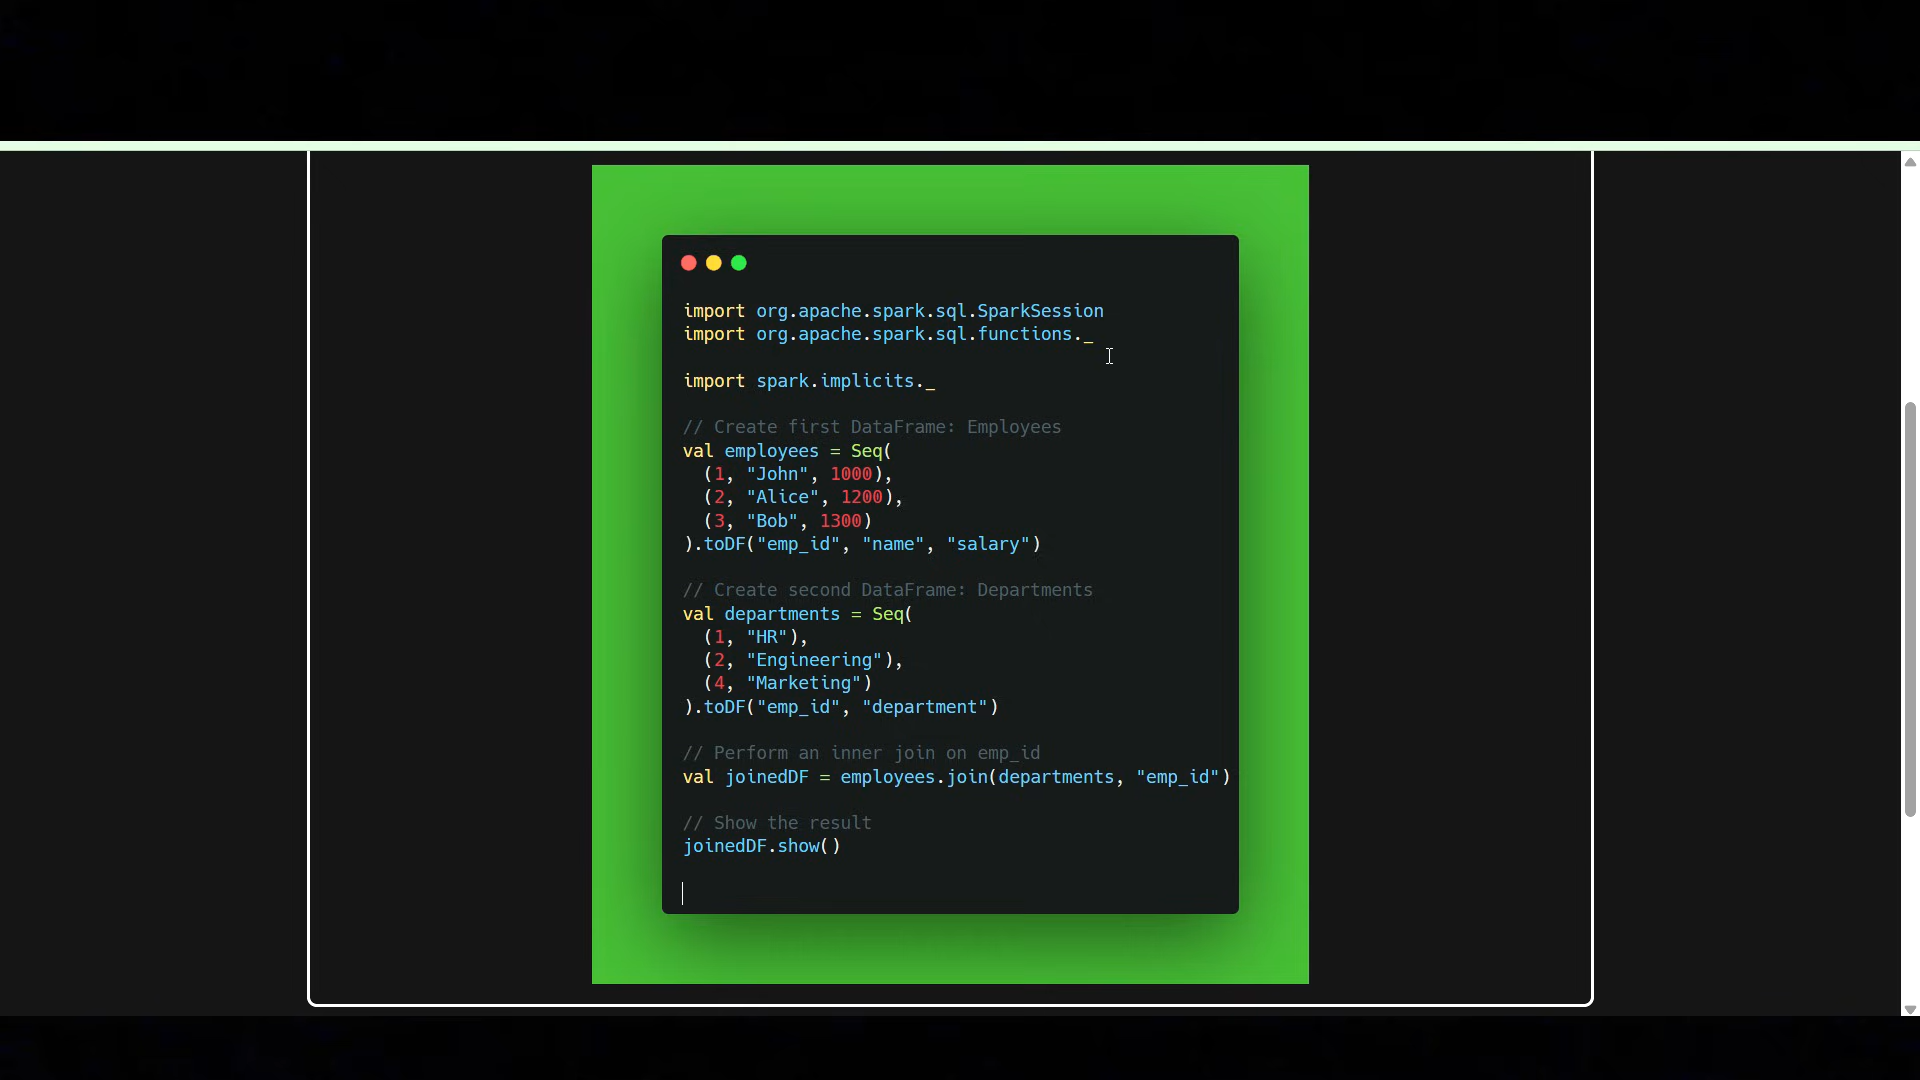 import org.apache.spark.sql.SparkSession
import org.apache.spark.sql.functions._
import spark.implicits._
// Create first DataFrame: Employees
val employees = Seq(
  (1, "John", 1000),
  (2, "Alice", 1200),
  (3, "Bob", 1300)
).toDF("emp_id", "name", "salary")
// Create second DataFrame: Departments
val departments = Seq(
  (1, "HR"),
  (2, "Engineering"),
  (4, "Marketing")
).toDF("emp_id", "department")
// Perform an inner join on emp_id
val joinedDF = employees.join(departments, "emp_id")
// Show the result
joinedDF.show()